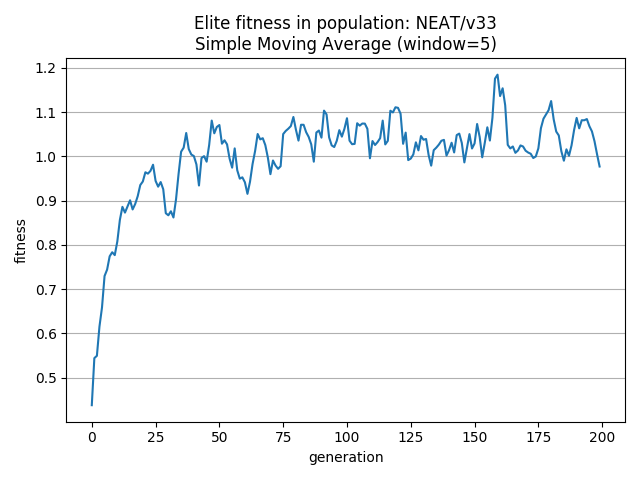 Elite fitness in population: NEAT/v33
Simple Moving Average (window=5)
1.2
1.1
1.0
0.9
0.8
0.7
0.6
0.5
fitness
0 25 50 75 100 125 150 175 200
generation